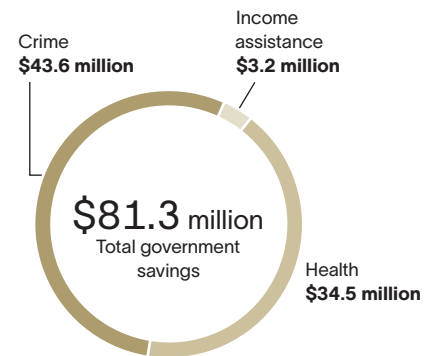 Income
assistance
$3.2 million
Crime
$43.6 million
$81.3 million
Total government
savings
Health
$34.5 million